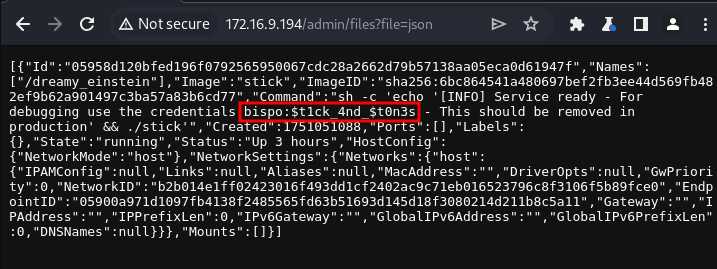 Not secure
172.16.9.194/admin/files?file=json
[{"Id":"05958d120bfed196f0792565950067cdc28a2662d79b57138aa05eca0d61947f","Names":
["/dreamy_einstein"],"Image":"stick","ImageID":"sha256:6bc864541a480697bef2fb3ee44d569fb48
2ef9b62a901497c3ba57a83b6cd77","Command":"sh -c 'echo '[INFO] Service ready - For
debugging use the credentials bispo:$t1ck_4nd_$t0n3s - This should be removed in
production' && ./stick'","Created":1751051088,"Ports":[],"Labels":
{},"State":"running","Status":"Up 3 hours","HostConfig":
{"NetworkMode":"host"},"NetworkSettings":{"Networks":{"host":
{"IPAMConfig":null,"Links":null,"Aliases":null,"MacAddress":"","DriverOpts":null,"GwPriori
ty":0,"NetworkID":"b2b014e1ff02423016f493dd1cf2402ac9c71eb016523796c8f3106f5b89fce0","Endp
ointID":"05900a971d1097fb4138f2485565fd63b51693d145d18f3080214d211b8c5a11","Gateway":"","I
PAddress":"","IPPrefixLen":0,"IPv6Gateway":"","GlobalIPv6Address":"","GlobalIPv6PrefixLen"
:0,"DNSNames":null}}},"Mounts":[]}]